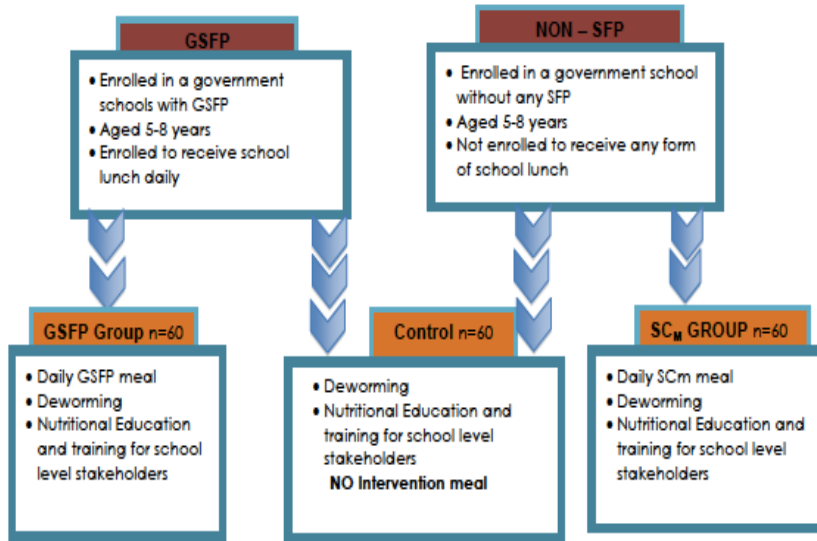 GSFP
• Enrolled in a government
schools with GSFP
• Aged 5-8 years
• Enrolled to receive school
lunch daily
NON – SFP
• Enrolled in a government school
without any SFP
• Aged 5-8 years
• Not enrolled to receive any form
of school lunch
GSFP Group n=60
• Daily GSFP meal
• Deworming
• Nutritional Education
and training for school
level stakeholders
Control n=60
• Deworming
• Nutritional Education and
training for school level
stakeholders
NO Intervention meal
SCM GROUP n=60
• Daily SCm meal
• Deworming
• Nutritional Education and
training for school level
stakeholders